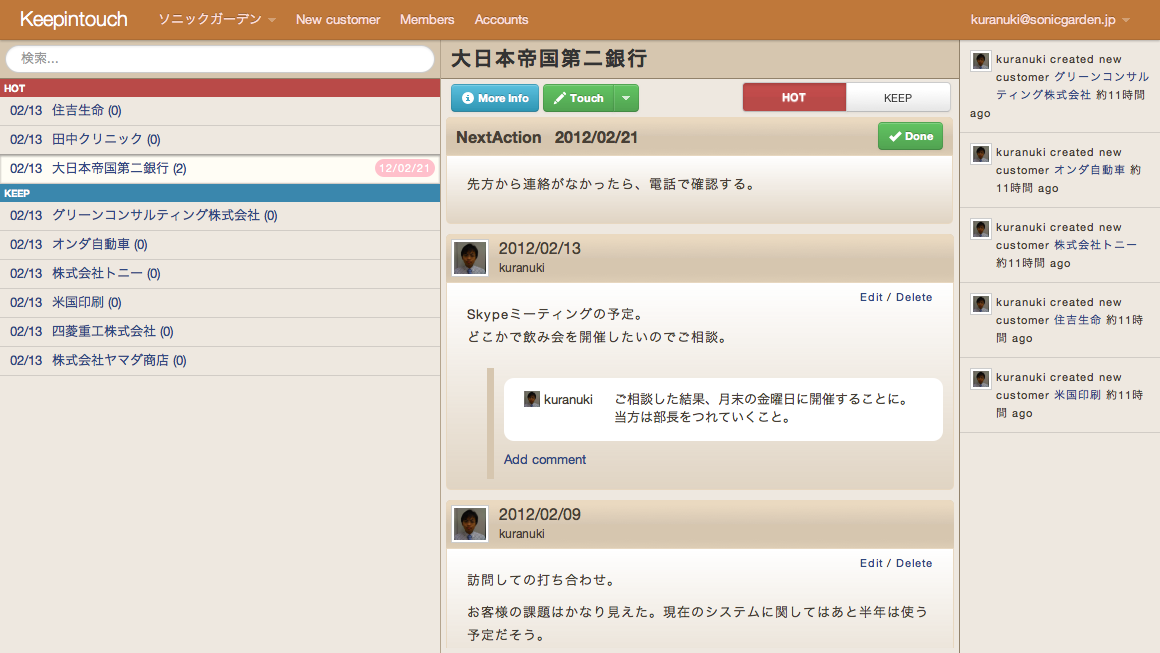 Keepintouch ソニックガーデン New customer Members Accounts kuranuki@sonicgarden.jp
検索...
HOT
02/13 住吉生命 (0)
02/13 田中クリニック (0)
02/13 大日本帝国第二銀行 (2) 12/02/21
KEEP
02/13 グリーンコンサルティング株式会社 (0)
02/13 オンダ自動車 (0)
02/13 株式会社トニー (0)
02/13 米国印刷 (0)
02/13 四菱重工株式会社 (0)
02/13 株式会社ヤマダ商店 (0)
大日本帝国第二銀行
More Info Touch HOT KEEP
NextAction 2012/02/21 Done
先方から連絡がなかったら、電話で確認する。
2012/02/13
kuranuki
Edit / Delete
Skypeミーティングの予定。
どこかで飲み会を開催したいのでご相談。
kuranuki ご相談した結果、月末の金曜日に開催することに。
当方は部長をつれていくこと。
Add comment
2012/02/09
kuranuki
Edit / Delete
訪問しての打ち合わせ。
お客様の課題はかなり見えた。現在のシステムに関してはあと半年は使う
予定だそう。
kuranuki created new
customer グリーンコンサル
ティング株式会社 約11時間
ago
kuranuki created new
customer オンダ自動車 約
11時間 ago
kuranuki created new
customer 株式会社トニー
約11時間 ago
kuranuki created new
customer 住吉生命 約11時
間 ago
kuranuki created new
customer 米国印刷 約11時
間 ago